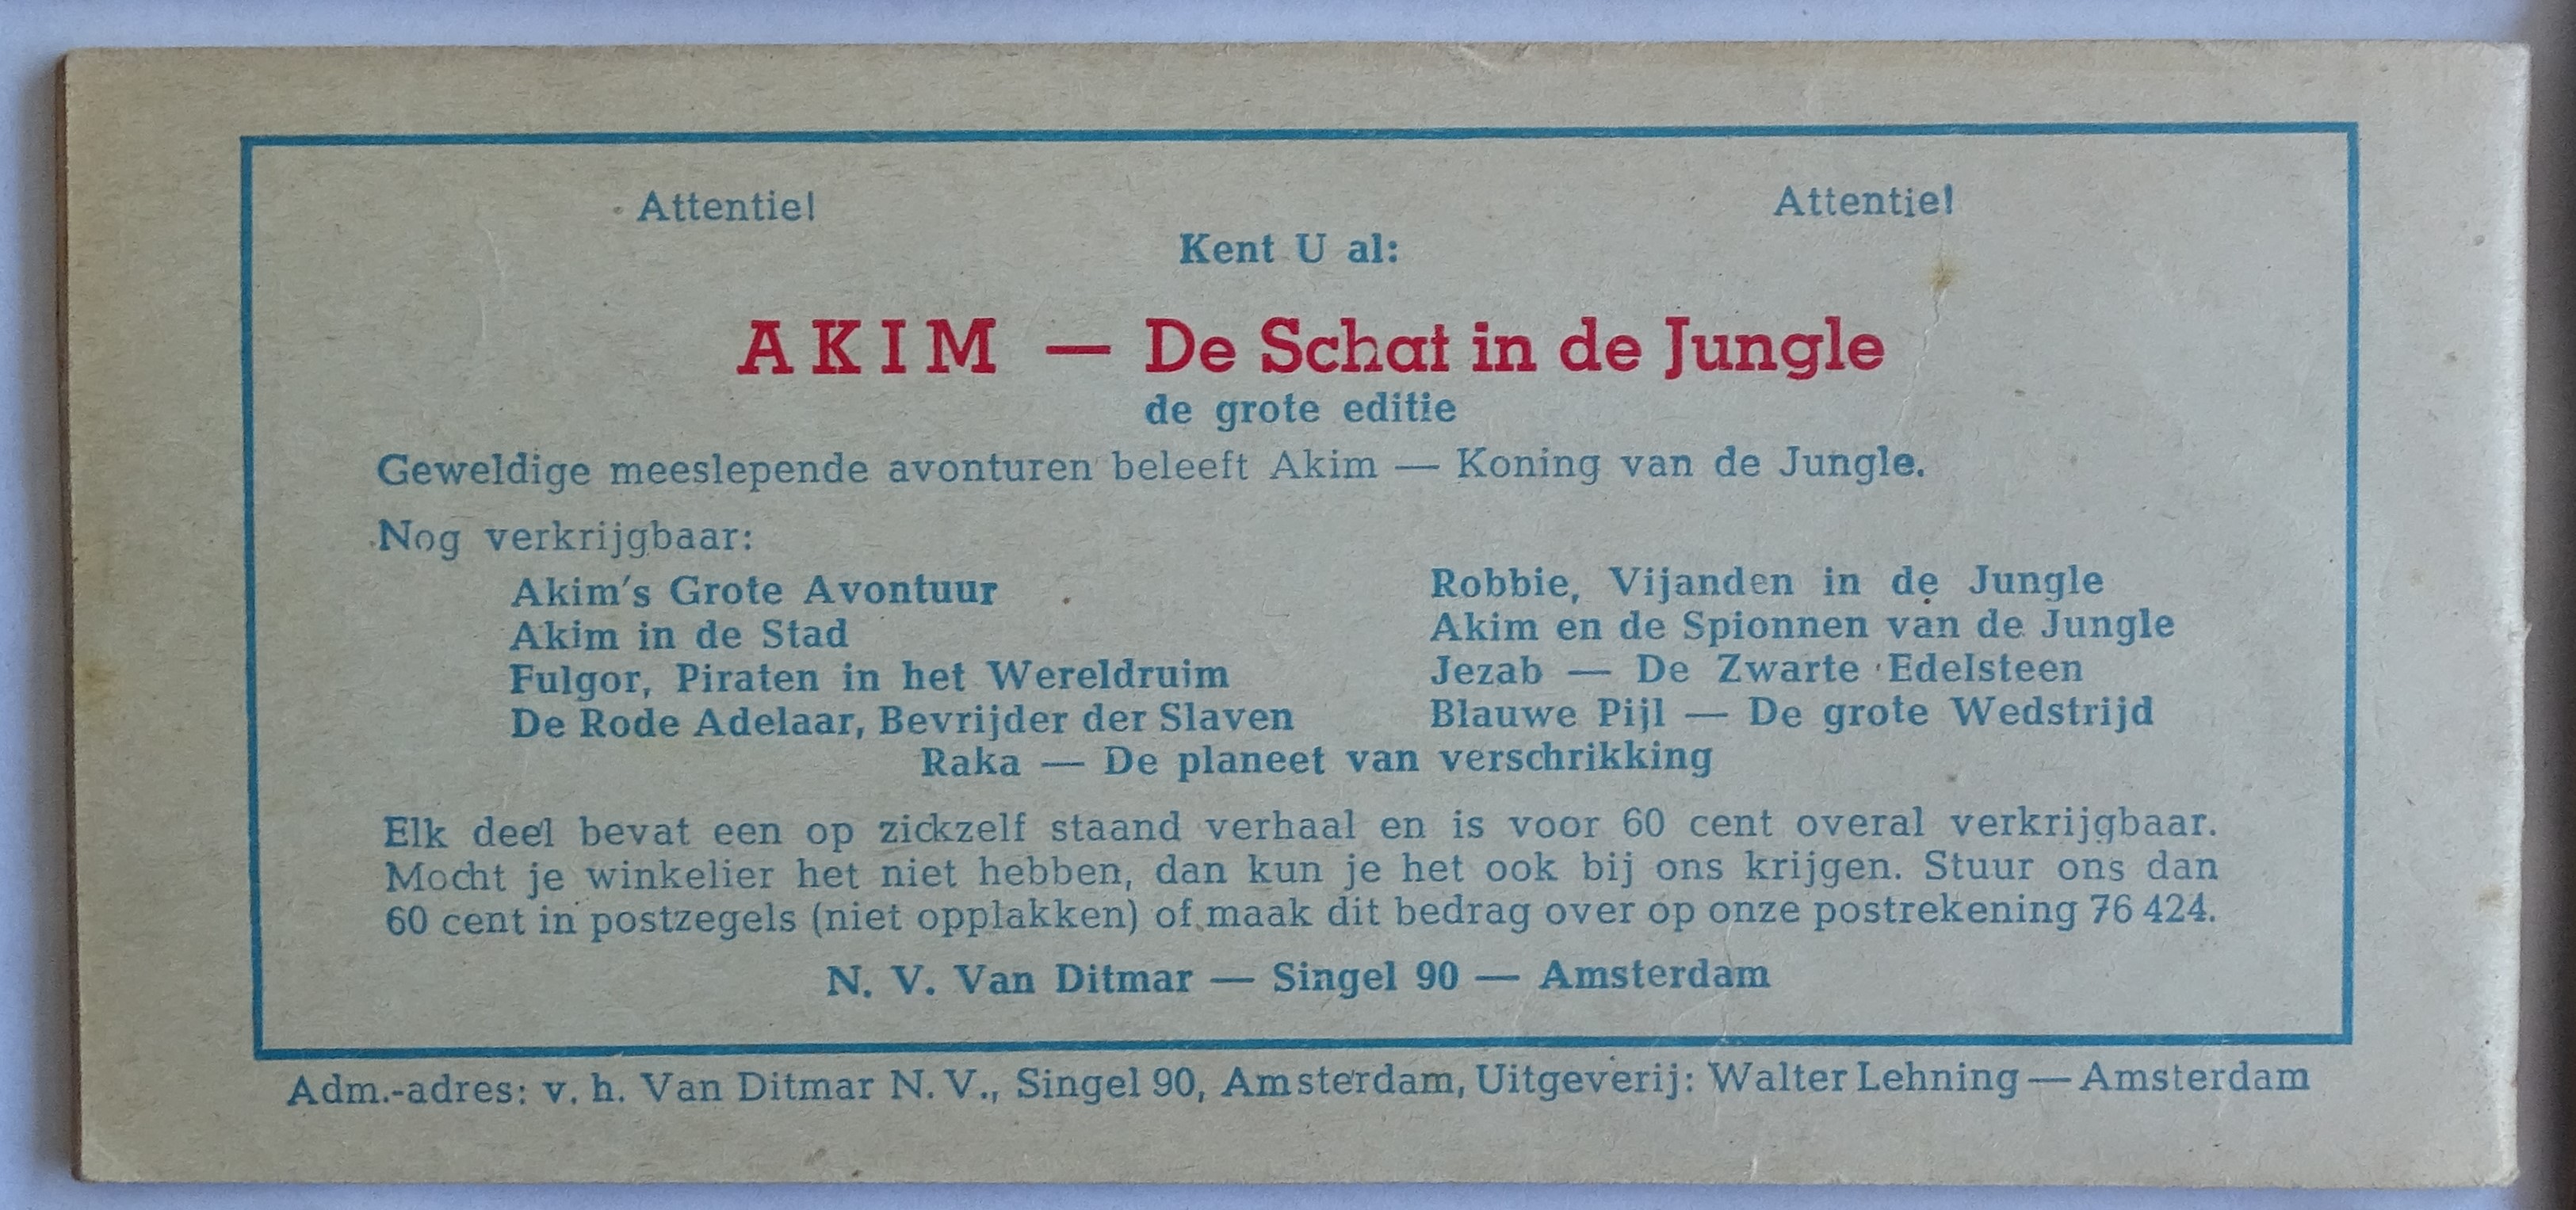 Attentie! Attentie!
Kent U al:
AKIM — De Schat in de Jungle
de grote editie
Geweldige meeslepende avonturen beleeft Akim — Koning van de Jungle.
Nog verkrijgbaar:
Akim's Grote Avontuur
Akim in de Stad
Fulgor, Piraten in het Wereldruim
De Rode Adelaar, Bevrijder der Slaven
Robbie, Vijanden in de Jungle
Akim en de Spionnen van de Jungle
Jezab — De Zwarte Edelsteen
Blauwe Pijl — De grote Wedstrijd
Raka — De planeet van verschrikking
Elk deel bevat een op zickzelf staand verhaal en is voor 60 cent overal verkrijgbaar.
Mocht je winkelier het niet hebben, dan kun je het ook bij ons krijgen. Stuur ons dan
60 cent in postzegels (niet opplakken) of maak dit bedrag over op onze postrekening 76 424.
N. V. Van Ditmar — Singel 90 — Amsterdam
Adm.-adres: v. h. Van Ditmar N. V., Singel 90, Amsterdam, Uitgeverij: Walter Lehning — Amsterdam